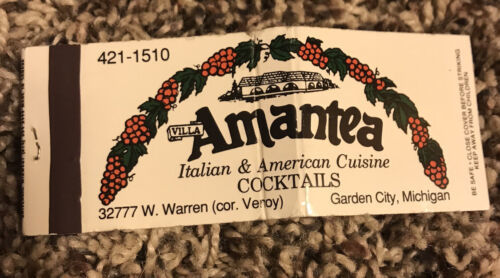 421-1510
VILLA
Amantea
Italian & American Cuisine
COCKTAILS
32777 W. Warren (cor. Venoy)
Garden City, Michigan
BE SAFE • CLOSE COVER BEFORE STRIKING
KEEP AWAY FROM CHILDREN